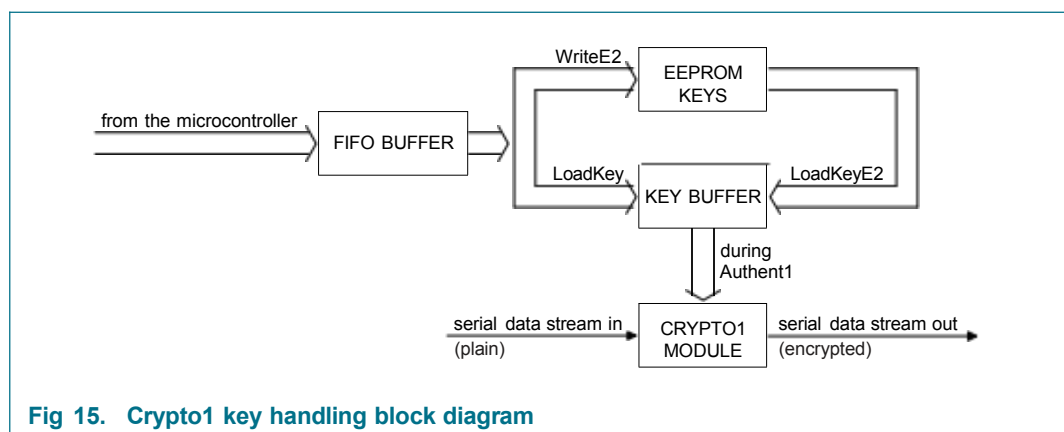 WriteE2
EEPROM
KEYS
from the microcontroller
FIFO BUFFER
LoadKey
KEY BUFFER
LoadKeyE2
during
Authent1
serial data stream in
(plain)
CRYPTO1
MODULE
serial data stream out
(encrypted)
Fig 15. Crypto1 key handling block diagram